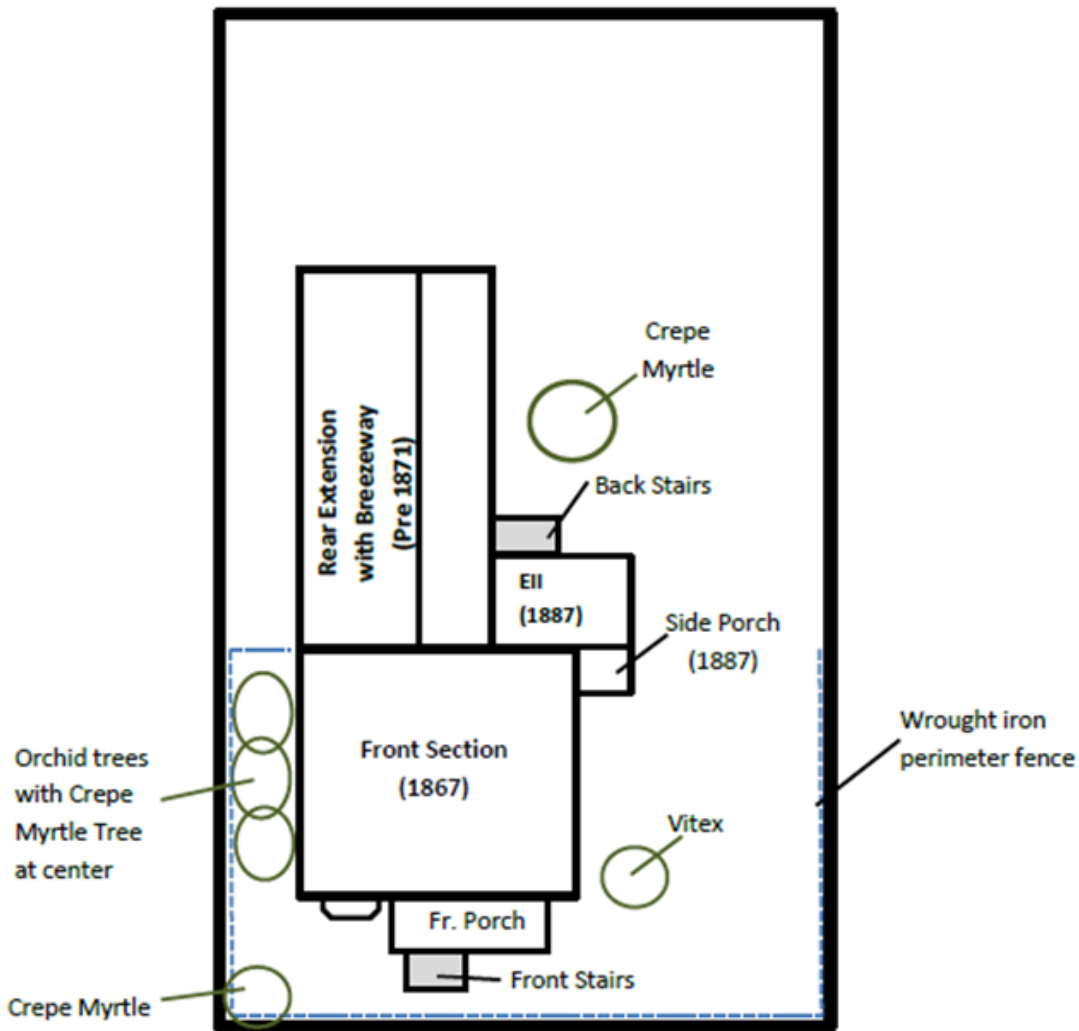 Crepe
Myrtle
Rear Extension
with Breezeway
(Pre 1871)
Back Stairs
Ell
(1887)
Side Porch
(1887)
Front Section
(1867)
Wrought iron
perimeter fence
Orchid trees
with Crepe
Myrtle Tree
at center
Vitex
Fr. Porch
Front Stairs
Crepe Myrtle